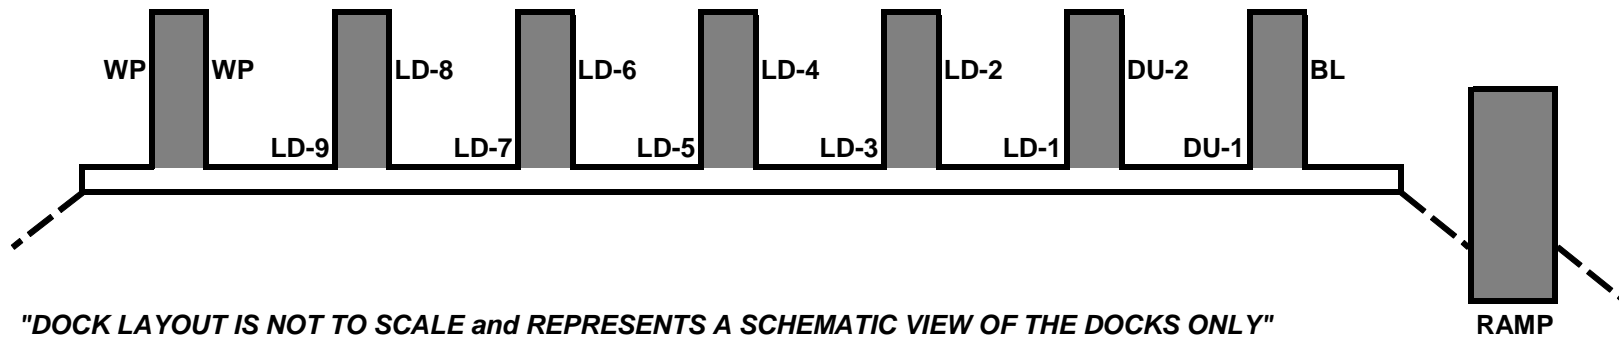 WP WP LD-8 LD-6 LD-4 LD-2 DU-2 BL
LD-9 LD-7 LD-5 LD-3 LD-1 DU-1
"DOCK LAYOUT IS NOT TO SCALE and REPRESENTS A SCHEMATIC VIEW OF THE DOCKS ONLY" RAMP